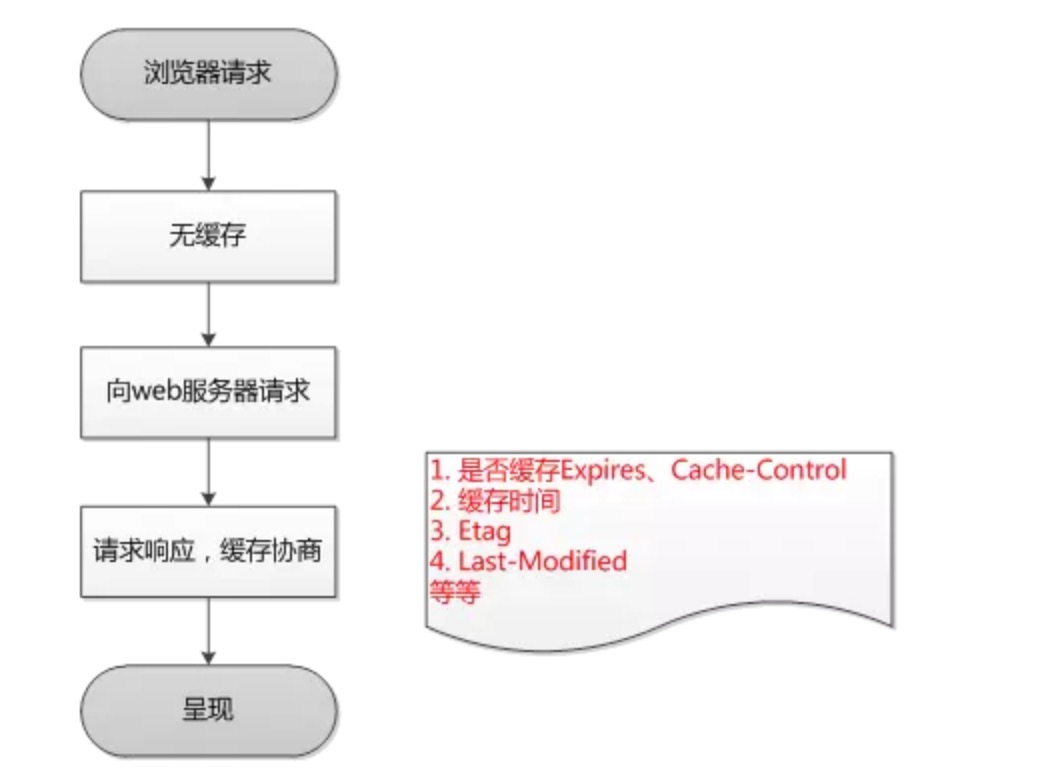 浏览器请求
无缓存
向web服务器请求
请求响应，缓存协商
呈现
1. 是否缓存Expires、Cache-Control
2. 缓存时间
3. Etag
4. Last-Modified
等等